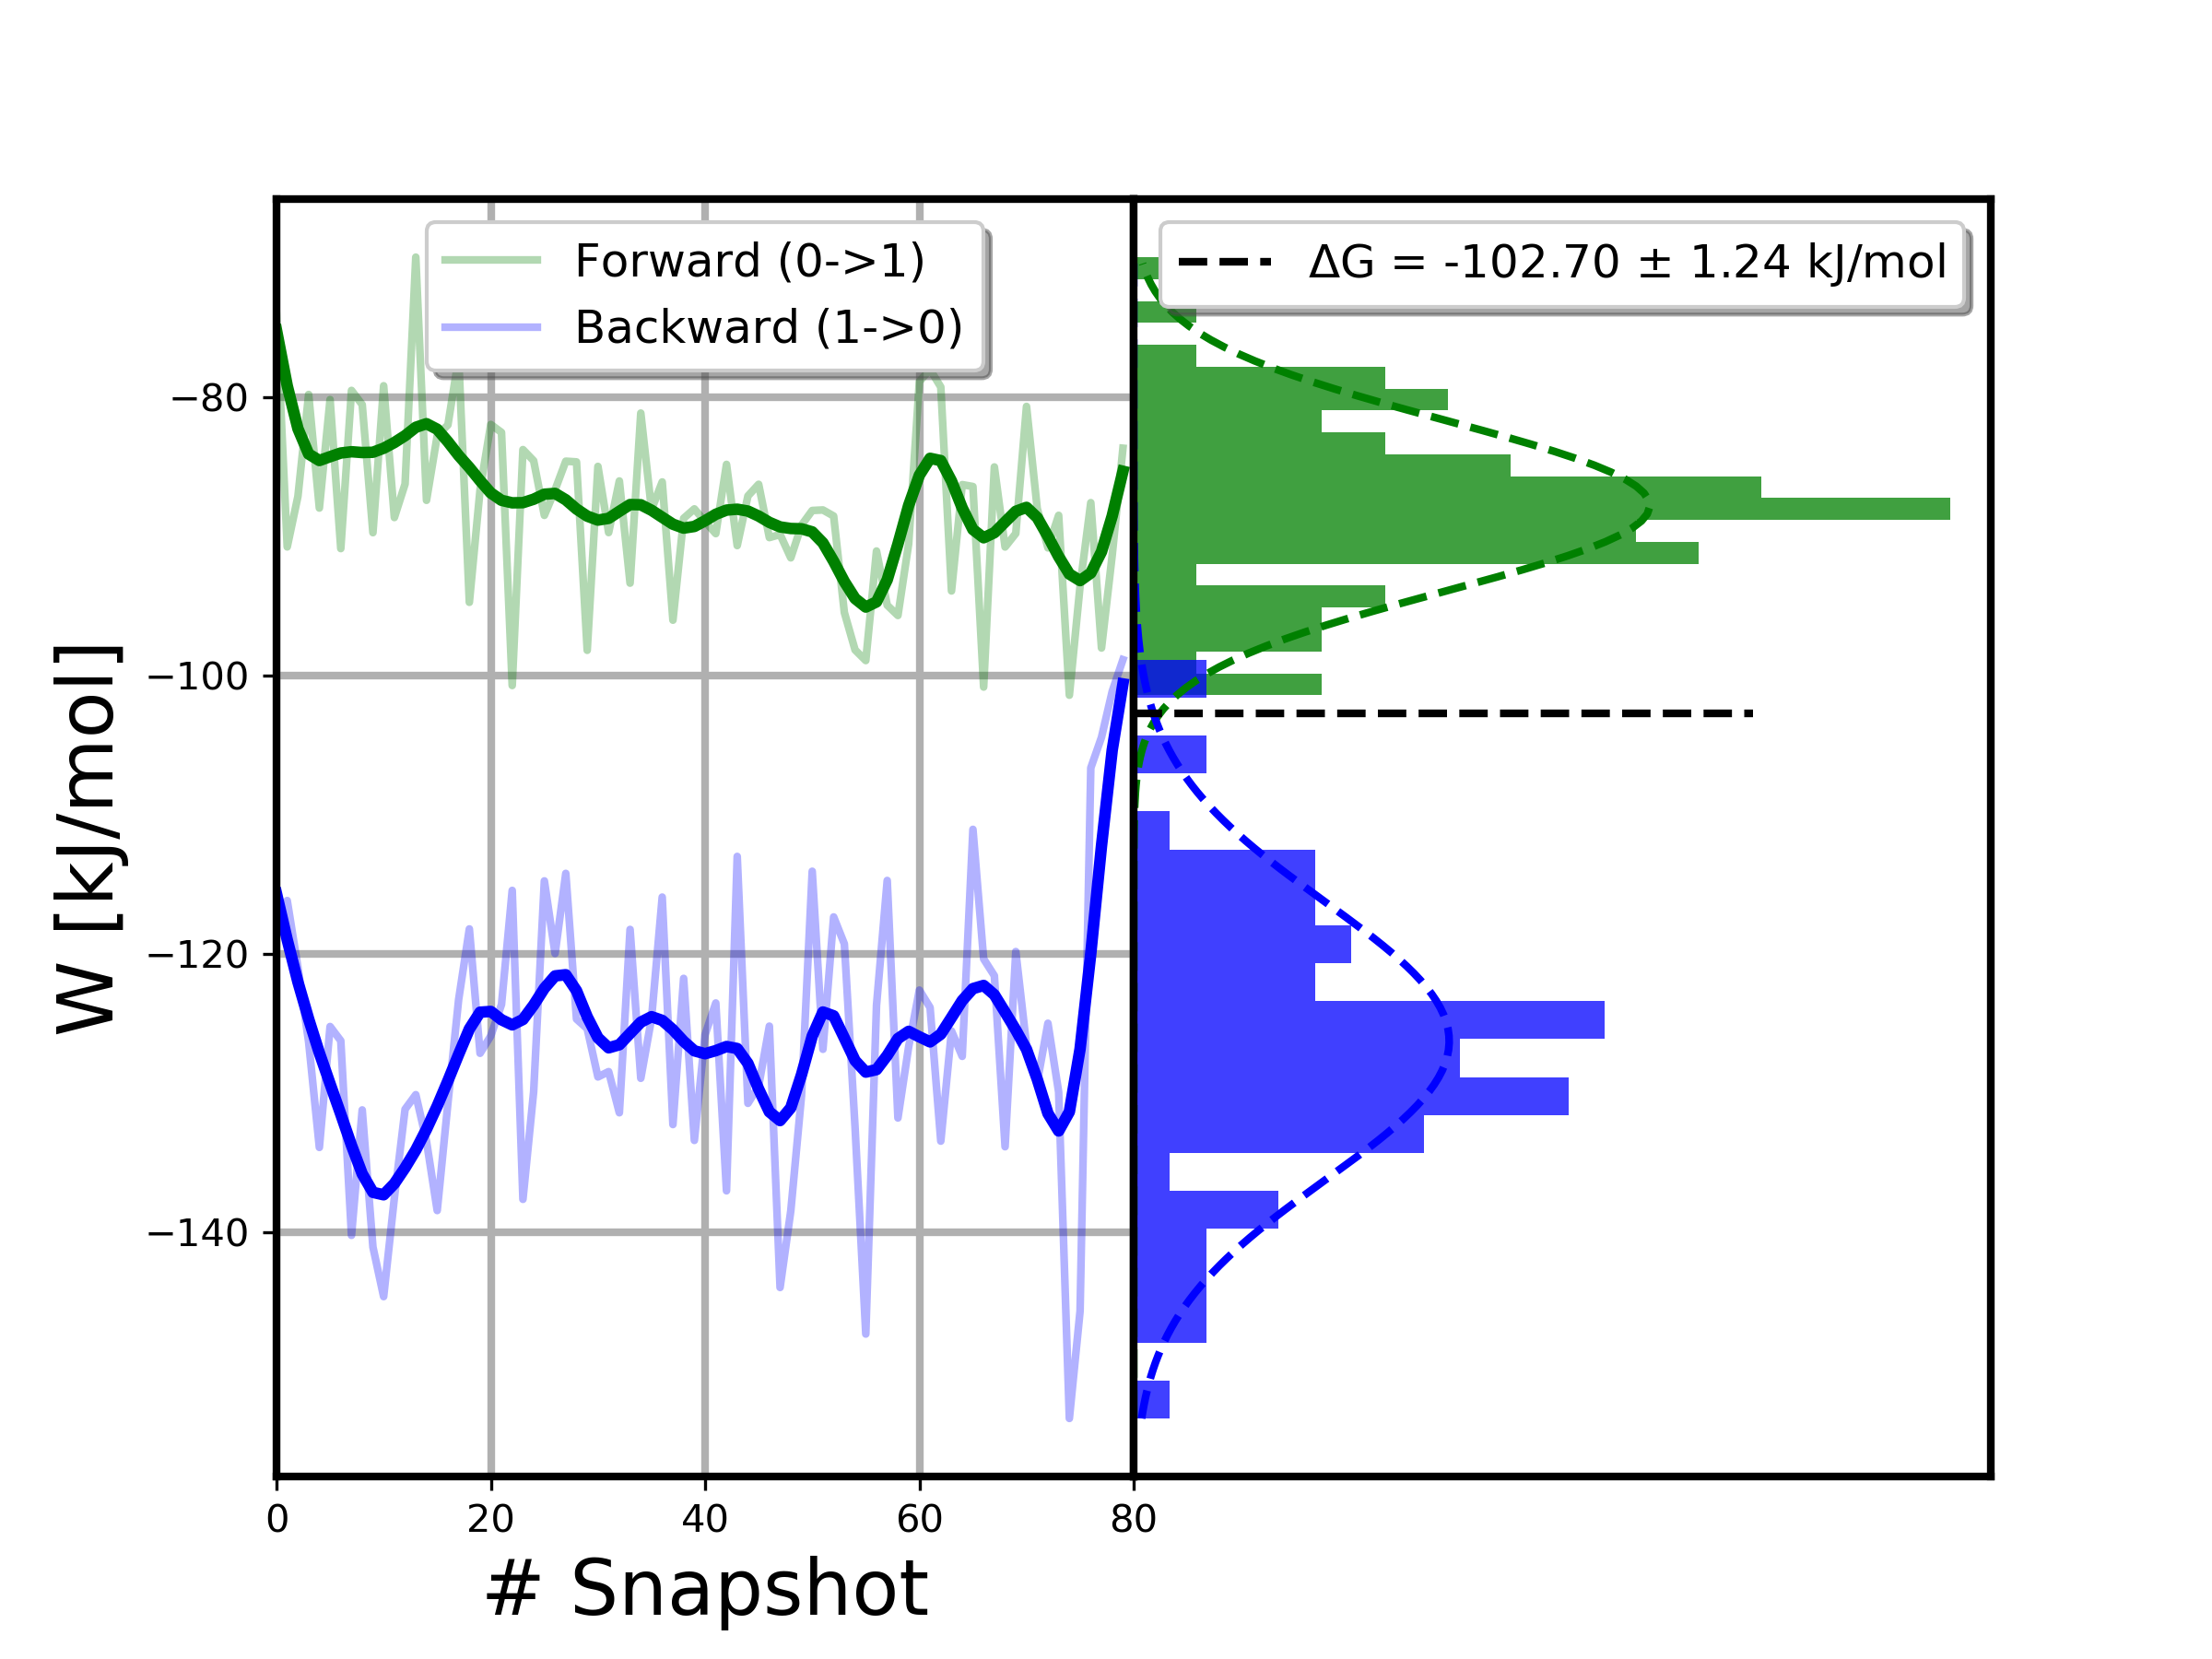 Forward (0->1)
Backward (1->0)
ΔG = -102.70 ± 1.24 kJ/mol
W [kJ/mol]
−80
−100
−120
−140
0 20 40 60 80
# Snapshot